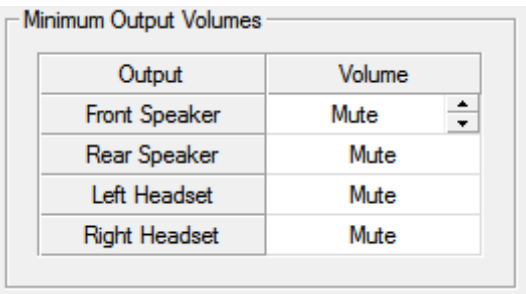 Minimum Output Volumes
Output Volume
Front Speaker Mute
Rear Speaker Mute
Left Headset Mute
Right Headset Mute